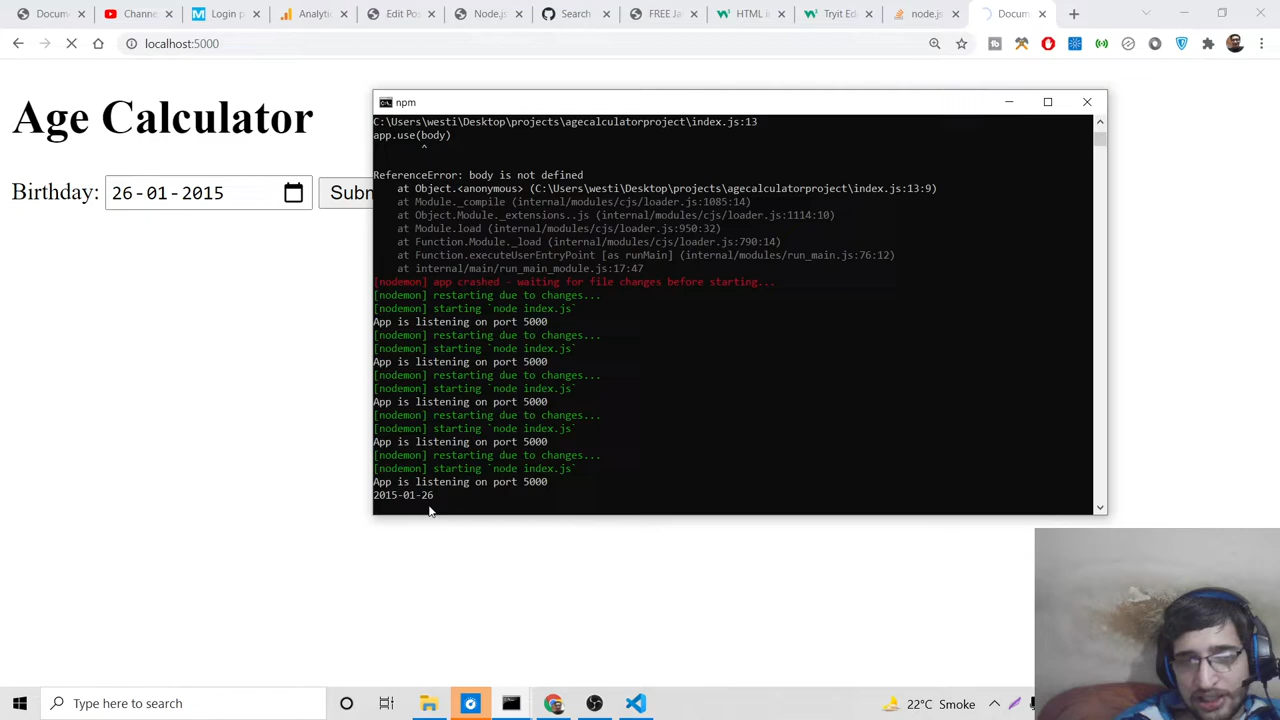 Docum
Channe
Login p
Analytic
Edit Pos
Node.js
Search
FREE Ja
HTML in
Tryit Ed
node.js
Docum
localhost:5000
Age Calculator
Birthday: 26-01-2015 Subm
npm
C:\Users\westi\Desktop\projects\agecalculatorproject\index.js:13
app.use(body)
^
ReferenceError: body is not defined
at Object.<anonymous> (C:\Users\westi\Desktop\projects\agecalculatorproject\index.js:13:9)
at Module._compile (internal/modules/cjs/loader.js:1085:14)
at Object.Module._extensions..js (internal/modules/cjs/loader.js:1114:10)
at Module.load (internal/modules/cjs/loader.js:950:32)
at Function.Module._load (internal/modules/cjs/loader.js:790:14)
at Function.executeUserEntryPoint [as runMain] (internal/modules/run_main.js:76:12)
at internal/main/run_main_module.js:17:47
[nodemon] app crashed - waiting for file changes before starting...
[nodemon] restarting due to changes...
[nodemon] starting `node index.js`
App is listening on port 5000
[nodemon] restarting due to changes...
[nodemon] starting `node index.js`
App is listening on port 5000
[nodemon] restarting due to changes...
[nodemon] starting `node index.js`
App is listening on port 5000
[nodemon] restarting due to changes...
[nodemon] starting `node index.js`
App is listening on port 5000
[nodemon] restarting due to changes...
[nodemon] starting `node index.js`
App is listening on port 5000
2015-01-26
Type here to search
22°C Smoke